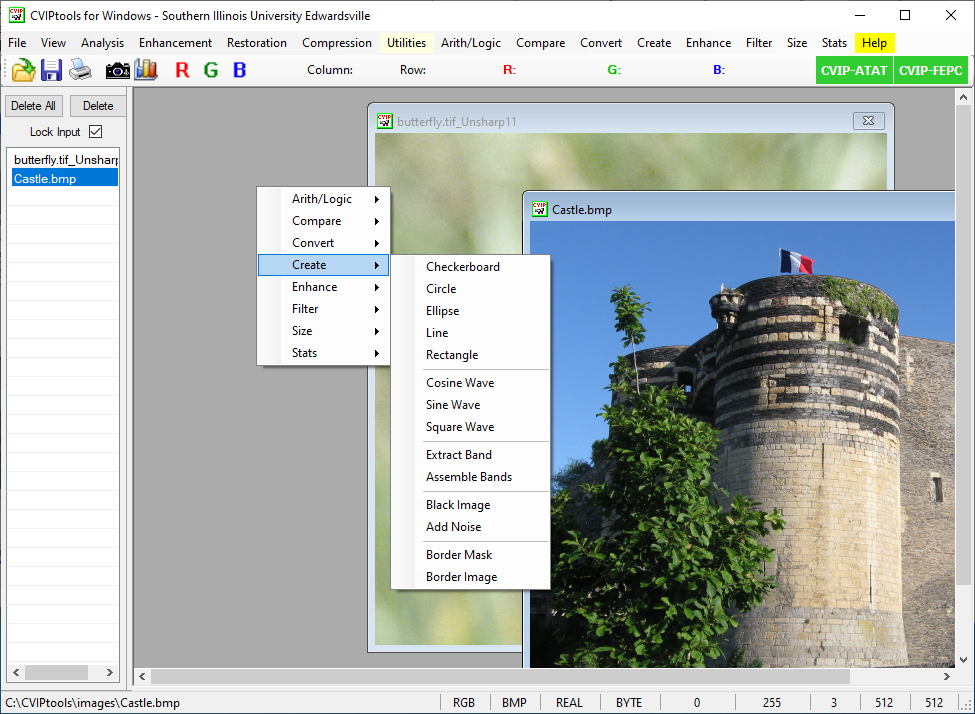 CVIPtools for Windows - Southern Illinois University Edwardsville
File View Analysis Enhancement Restoration Compression Utilities Arith/Logic Compare Convert Create Enhance Filter Size Stats Help
R G B Column: Row: R: G: B: CVIP-ATAT CVIP-FEPC
Delete All Delete
Lock Input
butterfly.tif_Unsharp
Castle.bmp
butterfly.tif_Unsharp11
Castle.bmp
Arith/Logic
Compare
Convert
Create
Enhance
Filter
Size
Stats
Checkerboard
Circle
Ellipse
Line
Rectangle
Cosine Wave
Sine Wave
Square Wave
Extract Band
Assemble Bands
Black Image
Add Noise
Border Mask
Border Image
C:\CVIPtools\images\Castle.bmp RGB BMP REAL BYTE 0 255 3 512 512